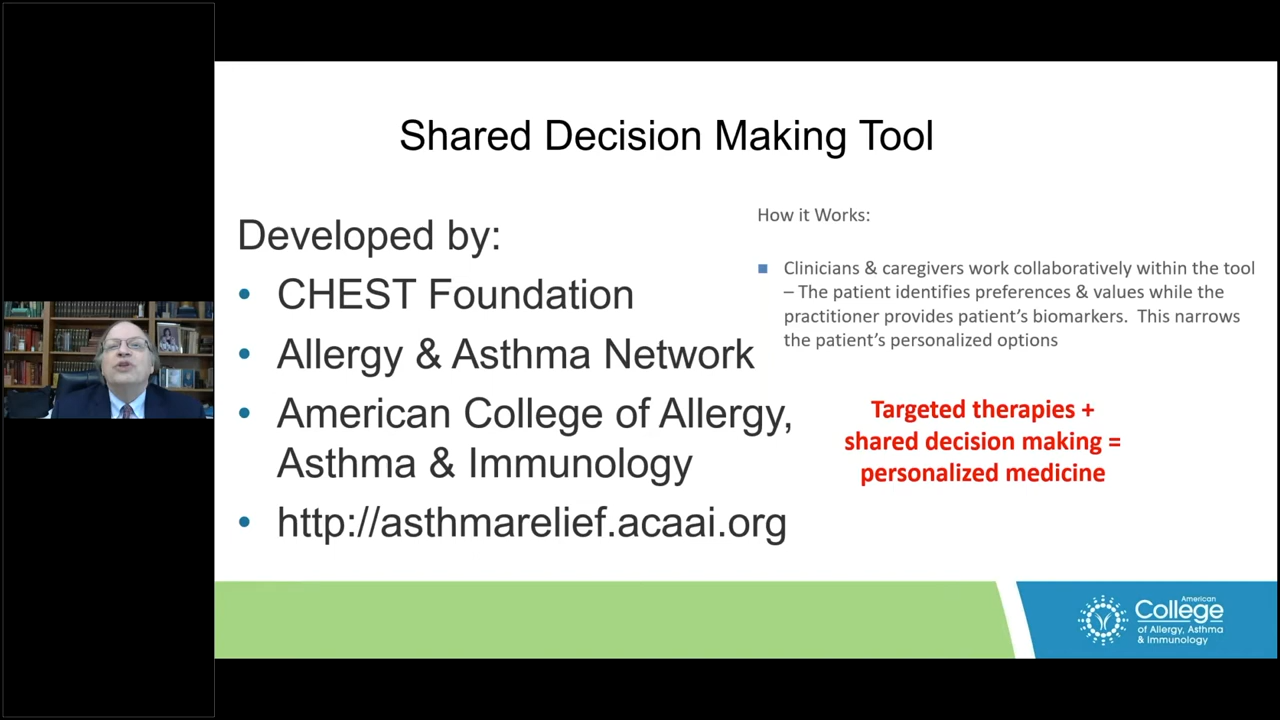 Shared Decision Making Tool
Developed by:
• CHEST Foundation
• Allergy & Asthma Network
• American College of Allergy,
Asthma & Immunology
• http://asthmarelief.acaai.org
How it Works:
Clinicians & caregivers work collaboratively within the tool
– The patient identifies preferences & values while the
practitioner provides patient’s biomarkers.  This narrows
the patient’s personalized options
Targeted therapies +
shared decision making =
personalized medicine
American
College
of Allergy, Asthma
& Immunology